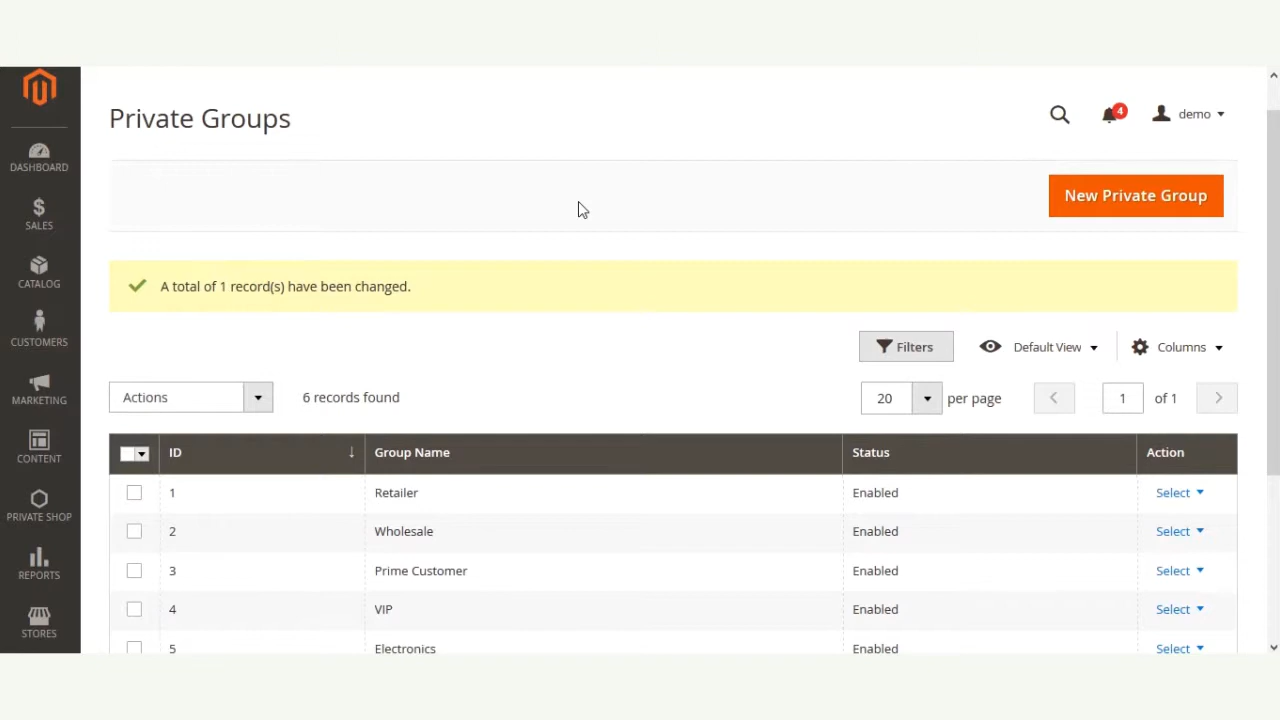 Private Groups
4
demo
DASHBOARD
SALES
CATALOG
CUSTOMERS
MARKETING
CONTENT
PRIVATE SHOP
REPORTS
STORES
New Private Group
A total of 1 record(s) have been changed.
Filters
Default View
Columns
Actions
6 records found
20 per page
1 of 1
ID Group Name Status Action
1 Retailer Enabled Select
2 Wholesale Enabled Select
3 Prime Customer Enabled Select
4 VIP Enabled Select
5 Electronics Enabled Select